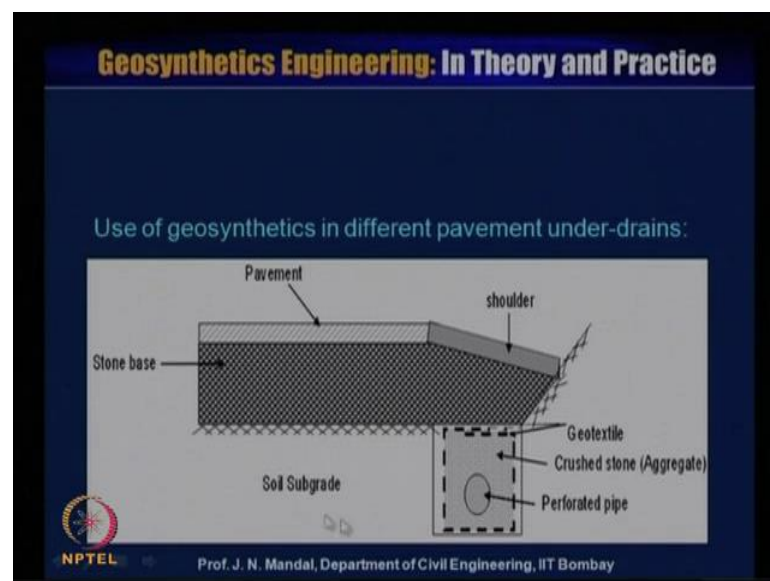 Geosynthetics Engineering: In Theory and Practice
Use of geosynthetics in different pavement under-drains:
Pavement
shoulder
Stone base
Geotextile
Crushed stone (Aggregate)
Soil Subgrade
Perforated pipe
NPTEL
Prof. J. N. Mandal, Department of Civil Engineering, IIT Bombay